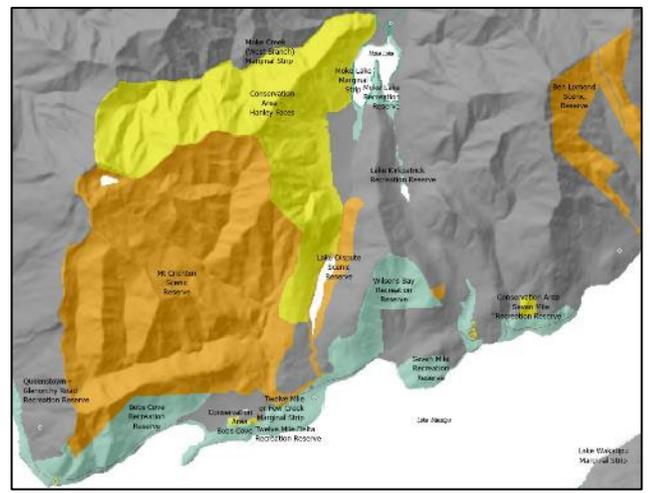 Moke Creek
(West Branch)
Marginal Strip
Moke Lake
Moke Lake
Marginal
Strip
Moke Lake
Recreation
Reserve
Conservation
Area
Hanley Faces
Ben Lomond
Scenic
Reserve
Lake Kirkpatrick
Recreation Reserve
Lake Dispute
Scenic
Reserve
Mt Crichton
Scenic
Reserve
Wilsons Bay
Recreation
Reserve
Conservation Area
Seven Mile
Recreation Reserve
Seven Mile
Recreation
Reserve
Queenstown -
Glenorchy Road
Recreation Reserve
Bobs Cove
Recreation
Reserve
Conservation
Area
Bobs Cove
Twelve Mile
or Few Creek
Marginal Strip
Twelve Mile Delta
Recreation Reserve
Lake Wakatipu
Lake Wakatipu
Marginal Strip